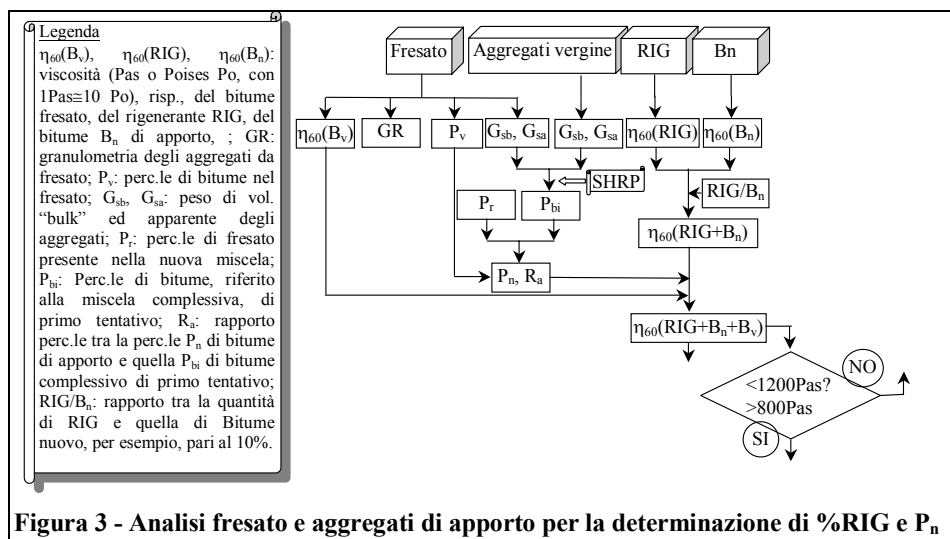 Legenda
η60(Bv), η60(RIG), η60(Bn):
viscosità (Pas o Poises Po, con
1Pas≅10 Po), risp., del bitume
fresato, del rigenerante RIG, del
bitume Bn di apporto, ; GR:
granulometria degli aggregati da
fresato; Pv: perc.le di bitume nel
fresato; Gsb, Gsa: peso di vol.
“bulk” ed apparente degli
aggregati; Pr: perc.le di fresato
presente nella nuova miscela;
Pbi: Perc.le di bitume, riferito
alla miscela complessiva, di
primo tentativo; Ra: rapporto
perc.le tra la perc.le Pn di bitume
di apporto e quella Pbi di bitume
complessivo di primo tentativo;
RIG/Bn: rapporto tra la quantità
di RIG e quella di Bitume
nuovo, per esempio, pari al 10%.
Fresato Aggregati vergine RIG Bn
η60(Bv) GR Pv Gsb, Gsa Gsb, Gsa η60(RIG) η60(Bn)
SHRP
RIG/Bn
Pr Pbi
η60(RIG+Bn)
Pn, Ra
η60(RIG+Bn+Bv)
NO
<1200Pas?
>800Pas
SI
Figura 3 - Analisi fresato e aggregati di apporto per la determinazione di %RIG e Pn